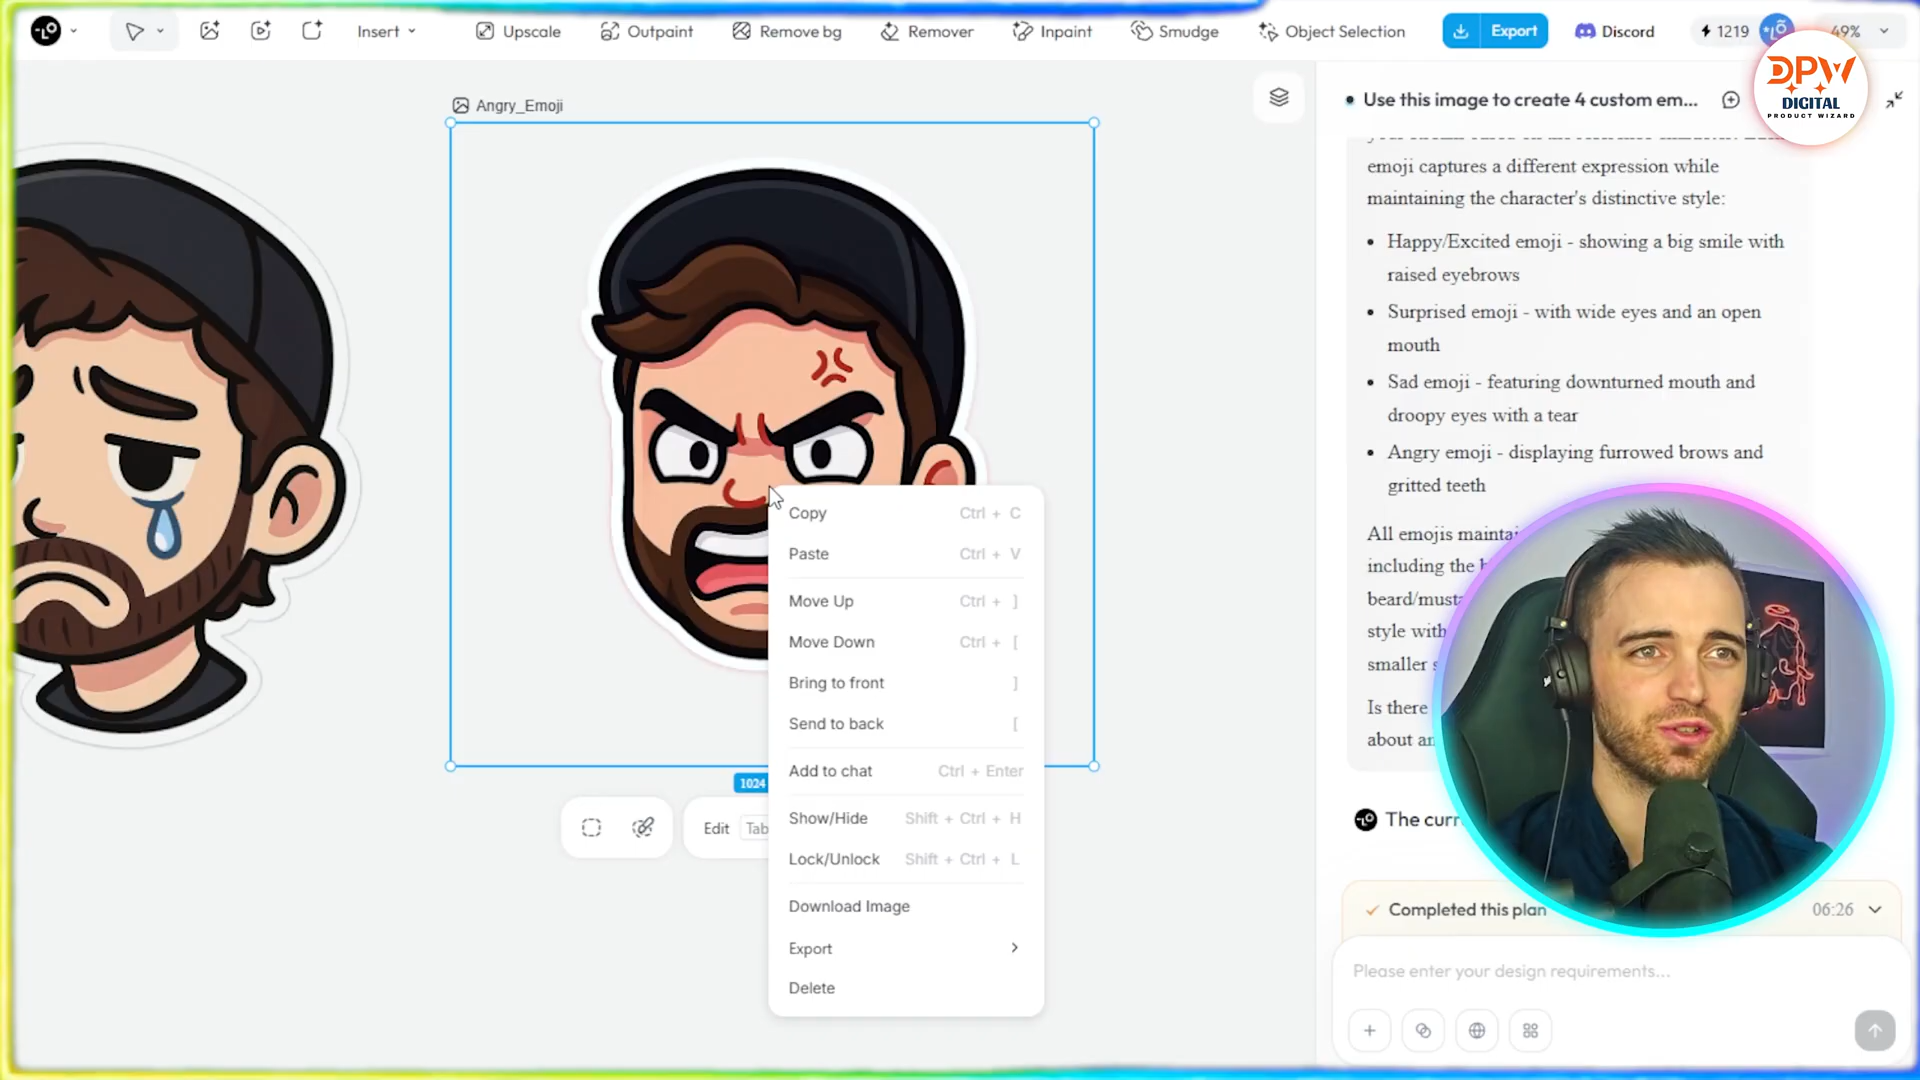 Insert
Upscale
Outpaint
Remove bg
Remover
Inpaint
Smudge
Object Selection
Export
Discord
1219
49%
DPW
DIGITAL
PRODUCT WIZARD
Angry_Emoji
Use this image to create 4 custom em...
emoji captures a different expression while
maintaining the character's distinctive style:
• Happy/Excited emoji - showing a big smile with
raised eyebrows
• Surprised emoji - with wide eyes and an open
mouth
• Sad emoji - featuring downturned mouth and
droopy eyes with a tear
• Angry emoji - displaying furrowed brows and
gritted teeth
All emojis maintai
including the
beard/musta
style with
smaller s
Is there
about an
The curr
Completed this plan
06:26
Please enter your design requirements...
Copy Ctrl + C
Paste Ctrl + V
Move Up Ctrl + ]
Move Down Ctrl + [
Bring to front ]
Send to back [
Add to chat Ctrl + Enter
Show/Hide Shift + Ctrl + H
Lock/Unlock Shift + Ctrl + L
Download Image
Export
Delete
1024
Edit Tab